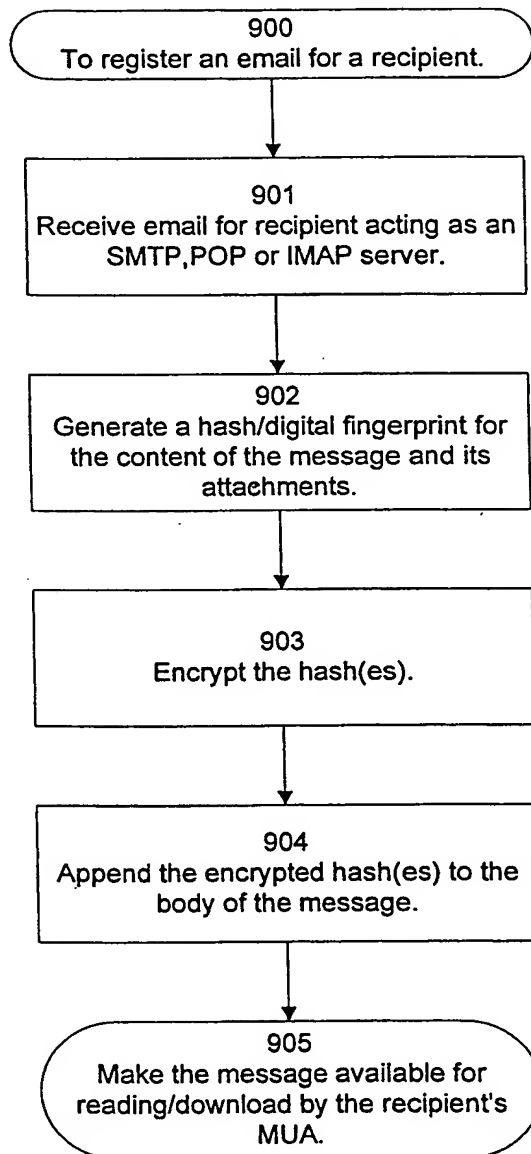 900
To register an email for a recipient.
901
Receive email for recipient acting as an
SMTP,POP or IMAP server.
902
Generate a hash/digital fingerprint for
the content of the message and its
attachments.
903
Encrypt the hash(es).
904
Append the encrypted hash(es) to the
body of the message.
905
Make the message available for
reading/download by the recipient's
MUA.